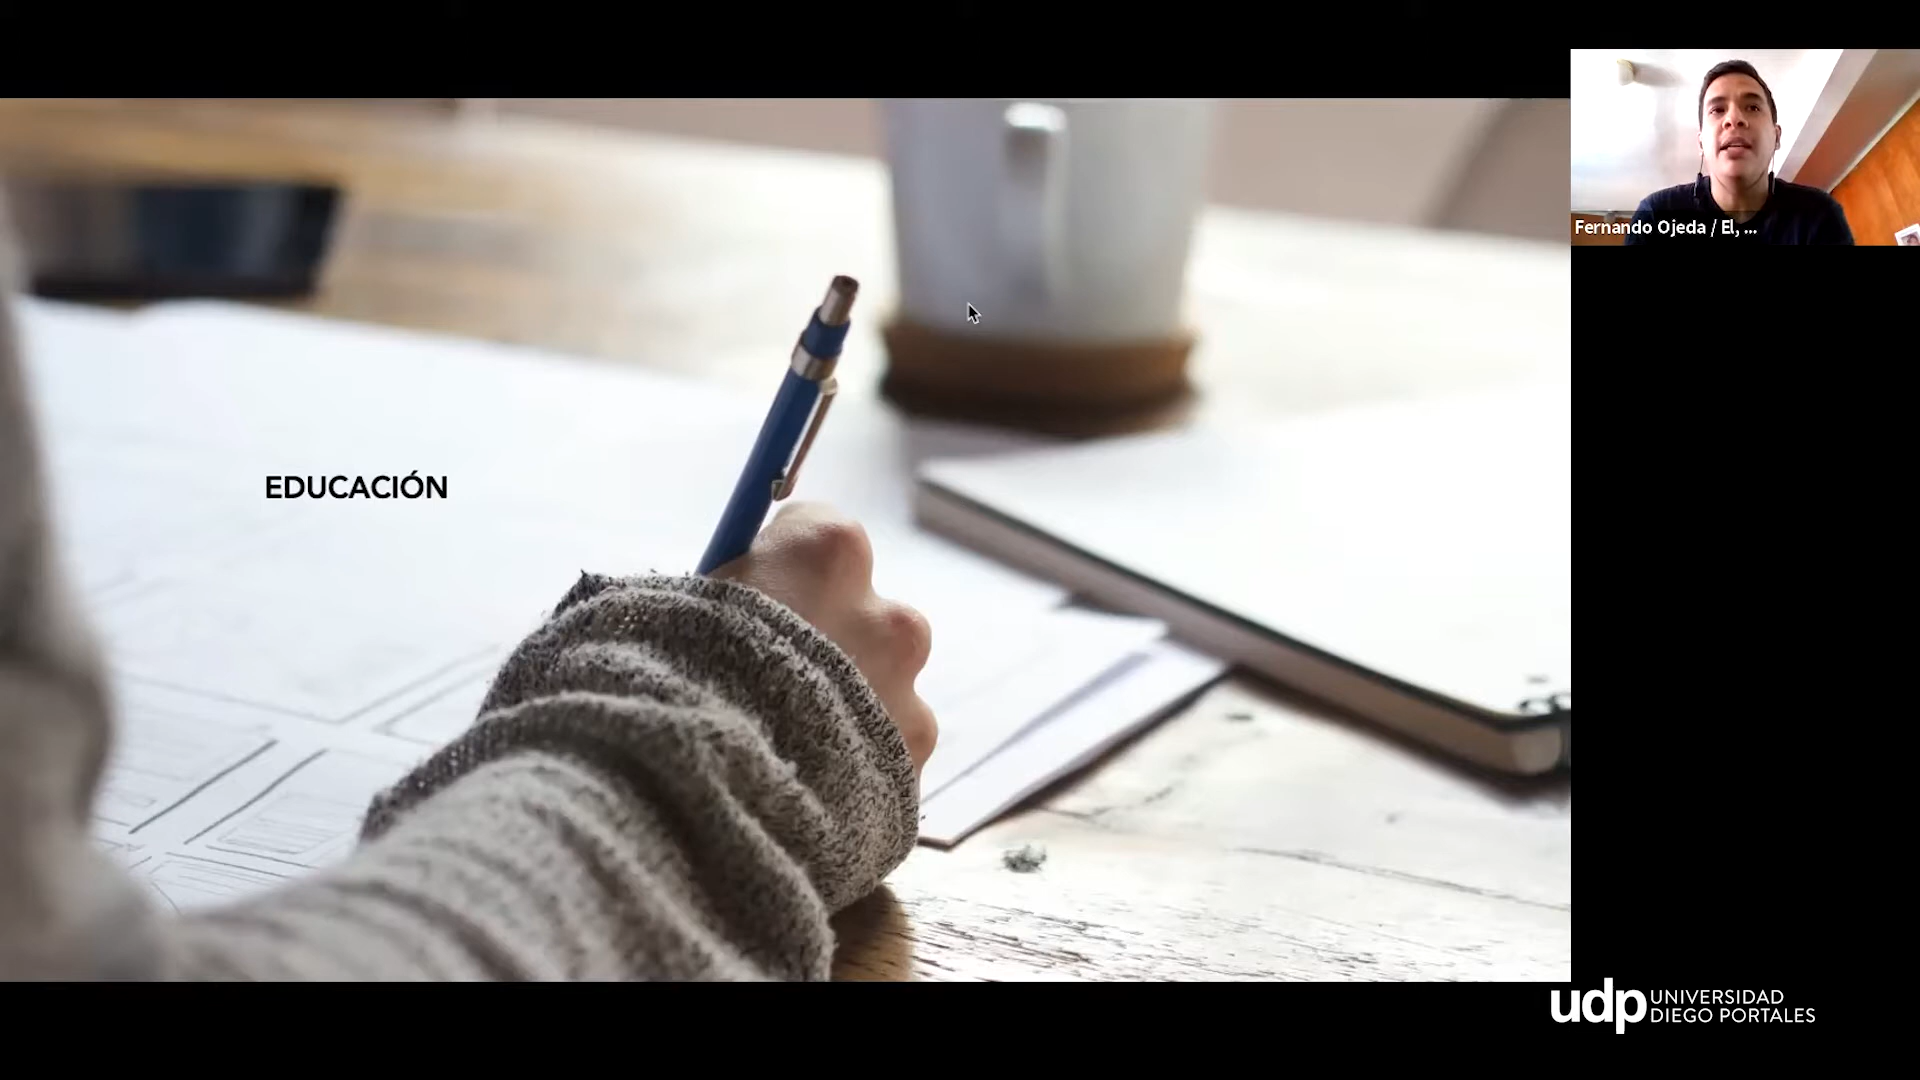 Fernando Ojeda / El, ...
EDUCACIÓN
udp UNIVERSIDAD
DIEGO PORTALES